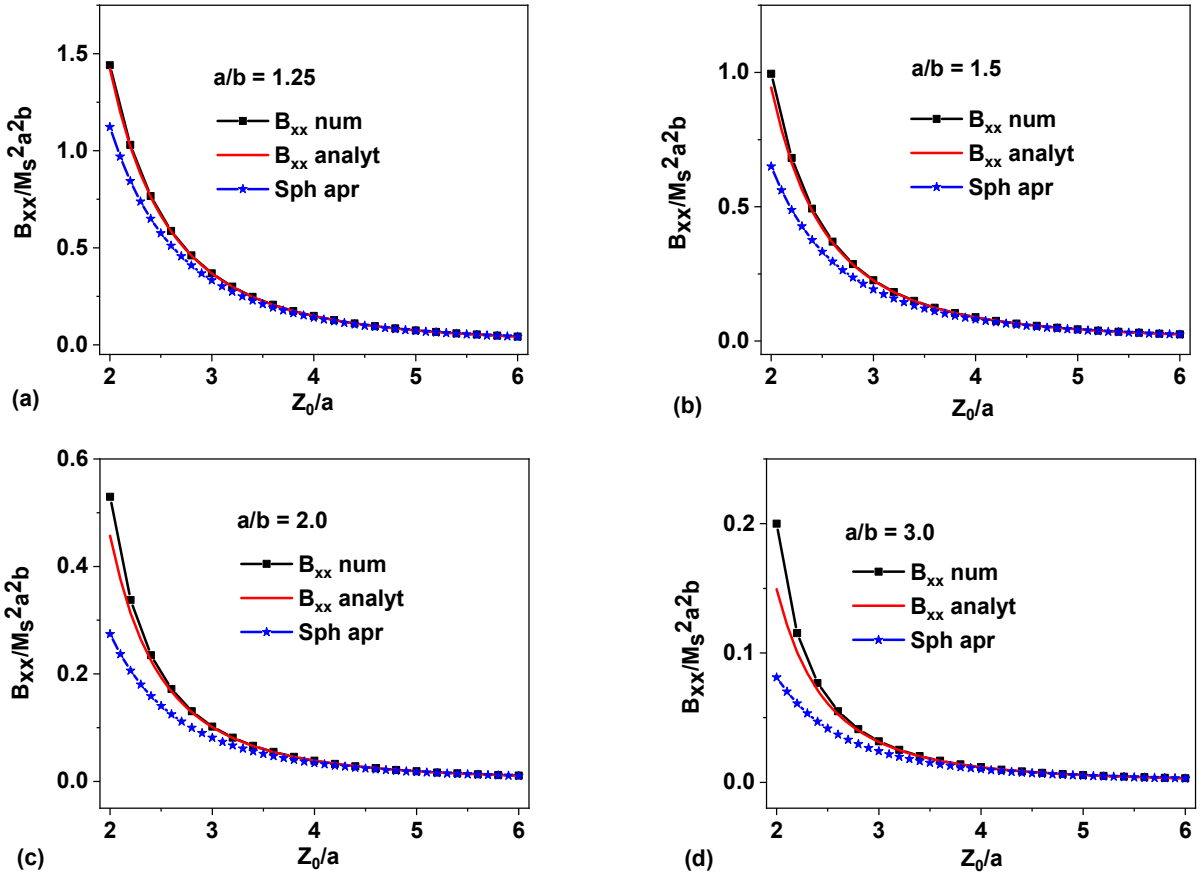 1.5
1.0
0.5
0.0
Bxx/Ms²a²b
a/b = 1.25
Bxx num
Bxx analyt
Sph apr
2 3 4 5 6
Z₀/a
(a)
1.0
0.5
0.0
Bxx/Ms²a²b
a/b = 1.5
Bxx num
Bxx analyt
Sph apr
2 3 4 5 6
Z₀/a
(b)
0.6
0.4
0.2
0.0
Bxx/Ms²a²b
a/b = 2.0
Bxx num
Bxx analyt
Sph apr
2 3 4 5 6
Z₀/a
(c)
0.2
0.1
0.0
Bxx/Ms²a²b
a/b = 3.0
Bxx num
Bxx analyt
Sph apr
2 3 4 5 6
Z₀/a
(d)